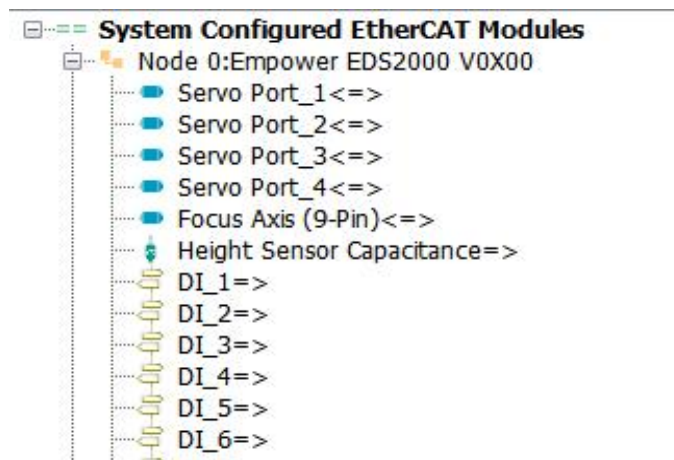 System Configured EtherCAT Modules
Node 0:Empower EDS2000 V0X00
Servo Port_1<=>
Servo Port_2<=>
Servo Port_3<=>
Servo Port_4<=>
Focus Axis (9-Pin)<=>
Height Sensor Capacitance=>
DI_1=>
DI_2=>
DI_3=>
DI_4=>
DI_5=>
DI_6=>